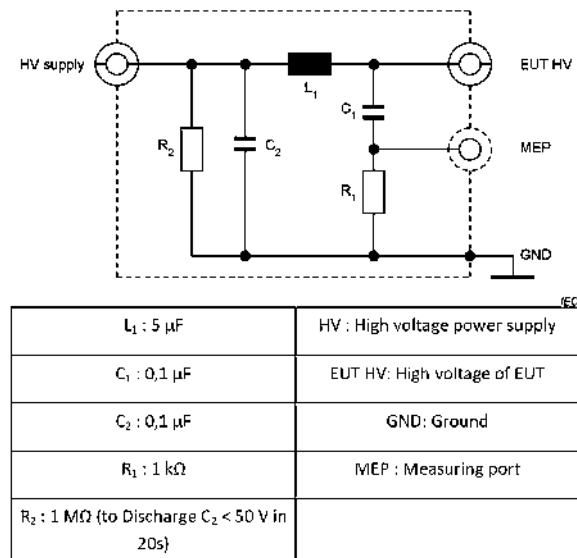 HV supply
EUT HV
L₁
C₁
R₂
C₂
MEP
R₁
GND
L₁ : 5 µF
HV : High voltage power supply
C₁ : 0,1 µF
EUT HV: High voltage of EUT
C₂ : 0,1 µF
GND: Ground
R₁ : 1 kΩ
MEP : Measuring port
R₂ : 1 MΩ (to Discharge C₂ < 50 V in
20s)